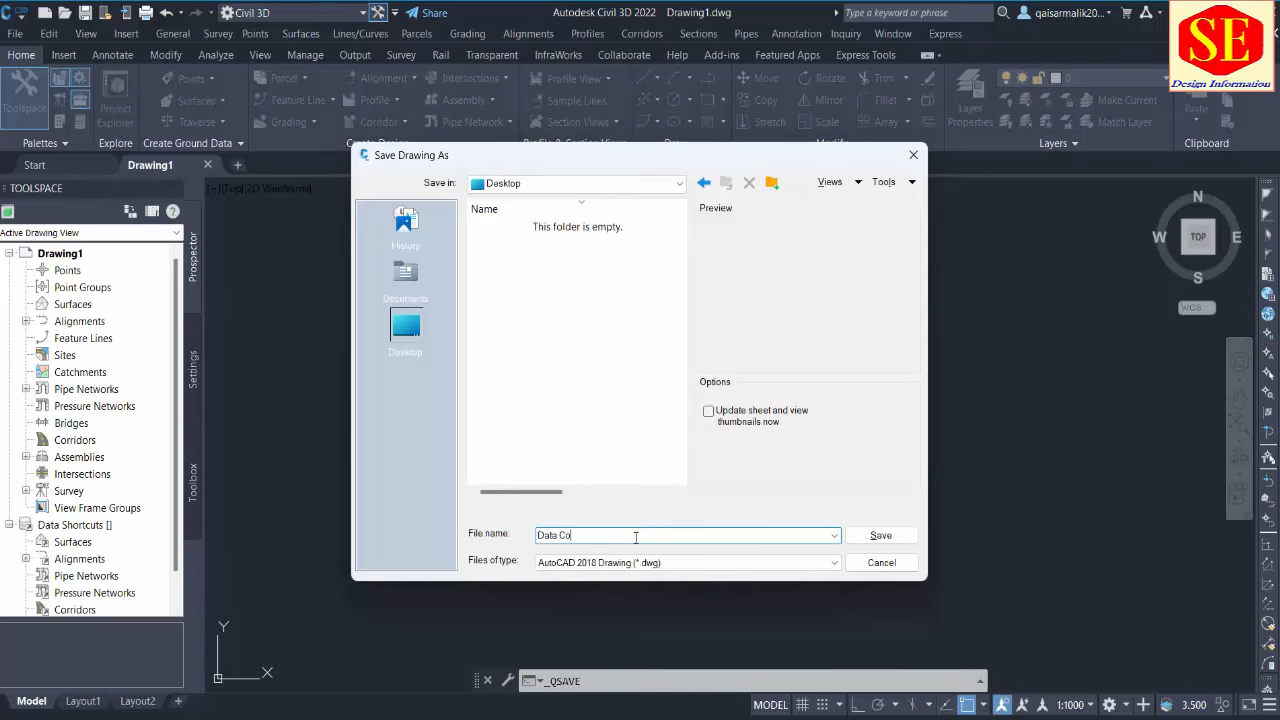 Civil 3D
Share
Autodesk Civil 3D 2022 Drawing1.dwg
Type a keyword or phrase
qaisarmalik20...
SE
Design Information
File Edit View Insert General Survey Points Surfaces Lines/Curves Parcels Grading Alignments Profiles Corridors Sections Pipes Annotation Inquiry Window Express
Home Insert Annotate Modify Analyze View Manage Output Survey Rail Transparent InfraWorks Collaborate Help Add-ins Featured Apps Express Tools
Points Parcel Alignment Intersections Profile View Move Rotate Trim 0
Toolspace Project Explorer Surfaces Feature Line Profile Assembly Sample Lines Copy Mirror Fillet Layer Properties Make Current Paste
Traverse Grading Corridor Pipe Network Section Views Stretch Scale Array Match Layer
Palettes Explore Create Ground Data Layers Clipboard
Start Drawing1
TOOLSPACE
Active Drawing View
Drawing1
Points
Point Groups
Surfaces
Alignments
Feature Lines
Sites
Catchments
Pipe Networks
Pressure Networks
Bridges
Corridors
Assemblies
Intersections
Survey
View Frame Groups
Data Shortcuts []
Surfaces
Alignments
Pipe Networks
Pressure Networks
Corridors
Prospector
Settings
Toolbox
[-][Top][2D Wireframe]
Save Drawing As
Save in: Desktop Views Tools
History
Documents
Desktop
Name
This folder is empty.
Preview
Options
Update sheet and view
thumbnails now
File name: Data Co Save
Files of type: AutoCAD 2018 Drawing (*.dwg) Cancel
N
W TOP E
S
WCS
Y
X
_QSAVE
Model Layout1 Layout2 + MODEL 1:1000 3.500